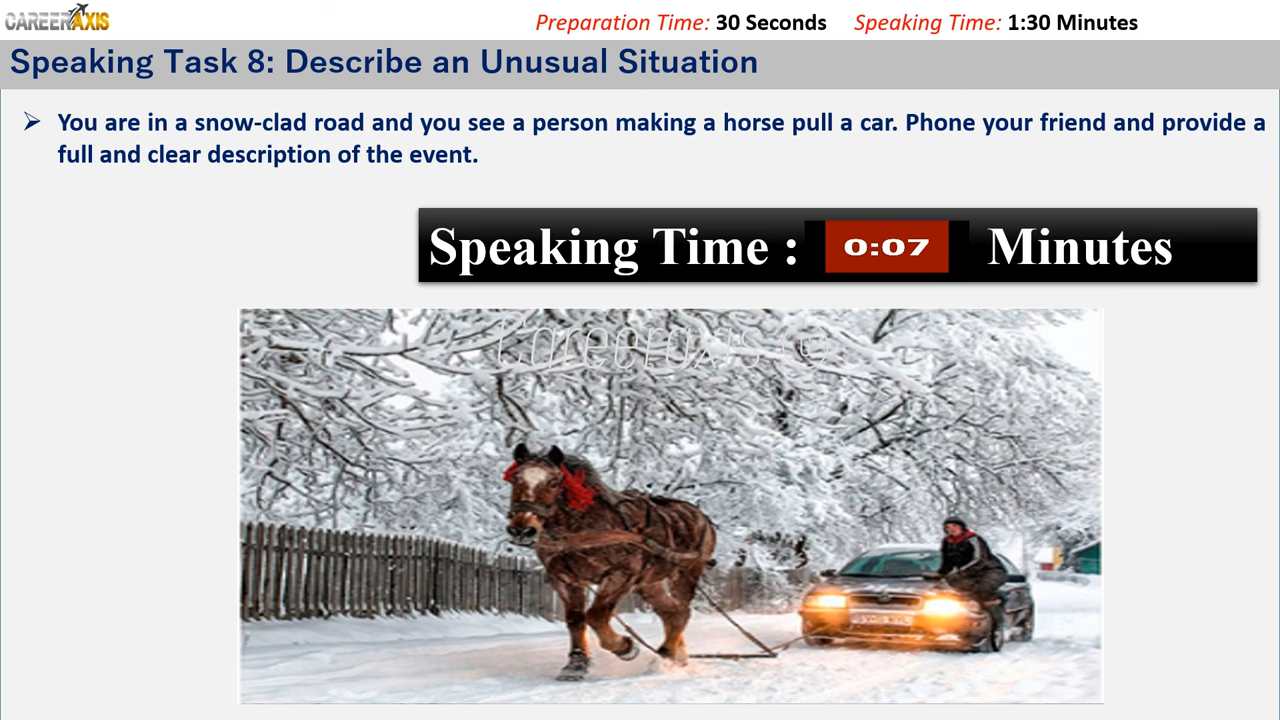 CAREERAXIS
Preparation Time: 30 Seconds Speaking Time: 1:30 Minutes
Speaking Task 8: Describe an Unusual Situation
You are in a snow-clad road and you see a person making a horse pull a car. Phone your friend and provide a
full and clear description of the event.
Speaking Time : 0:07 Minutes
Careeraxis ©